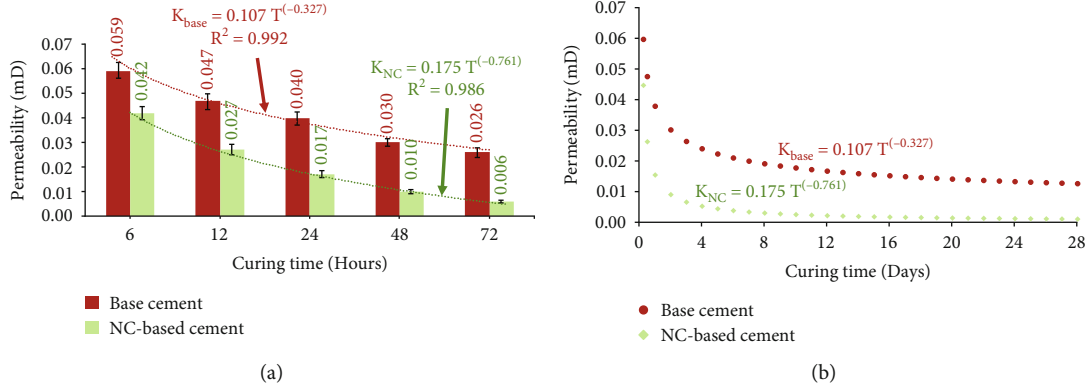 K_base = 0.107 T^(−0.327)
R² = 0.992
K_NC = 0.175 T^(−0.761)
R² = 0.986
Permeability (mD)
0.07
0.06
0.05
0.04
0.03
0.02
0.01
0.00
0.059
0.042
0.047
0.027
0.040
0.017
0.030
0.010
0.026
0.006
6 12 24 48 72
Curing time (Hours)
Base cement
NC-based cement
(a)
Permeability (mD)
0.07
0.06
0.05
0.04
0.03
0.02
0.01
0.00
K_base = 0.107 T^(−0.327)
K_NC = 0.175 T^(−0.761)
0 4 8 12 16 20 24 28
Curing time (Days)
Base cement
NC-based cement
(b)